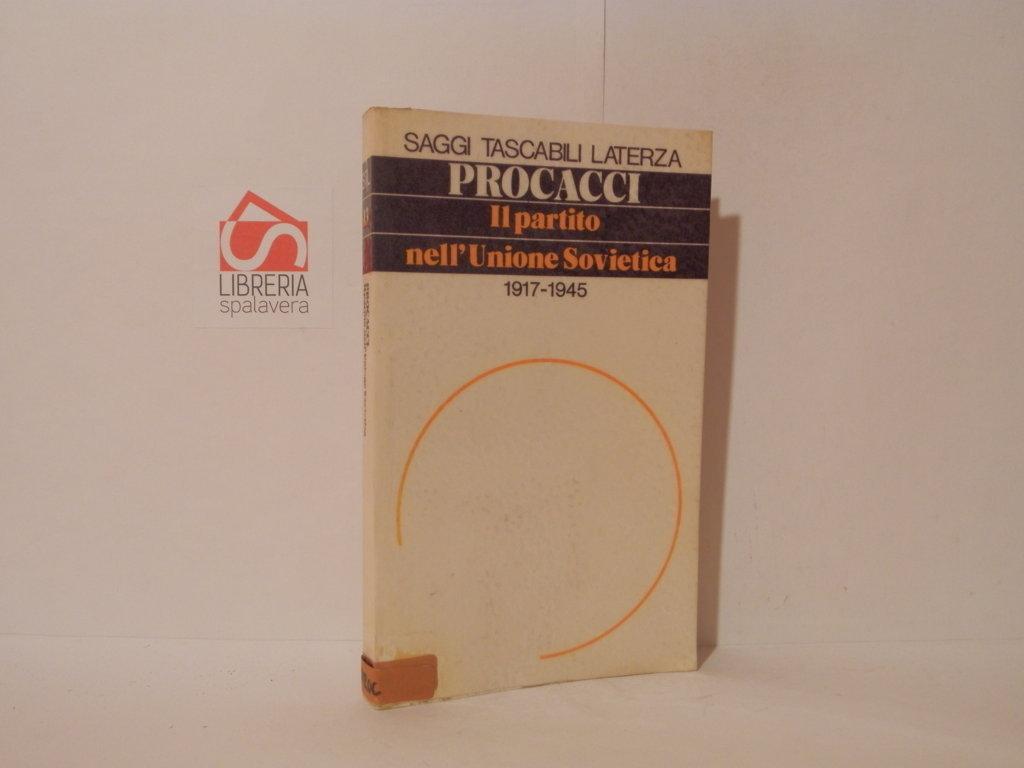 LIBRERIA
spalavera
SAGGI TASCABILI LATERZA
PROCACCI
Il partito
nell'Unione Sovietica
1917-1945